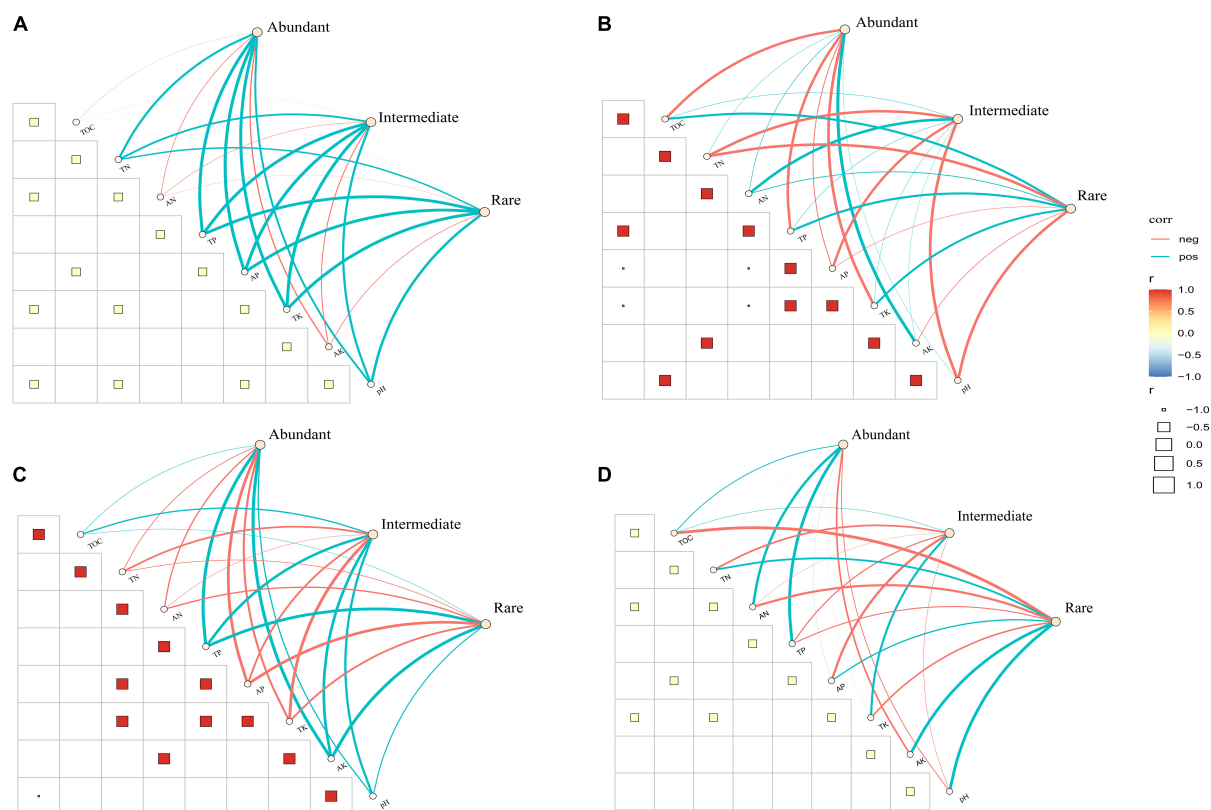 A
Abundant
Intermediate
Rare
TOC
TN
AN
TP
AP
TK
AK
pH
B
Abundant
Intermediate
Rare
TOC
TN
AN
TP
AP
TK
AK
pH
corr
neg
pos
r
1.0
0.5
0.0
−0.5
−1.0
r
−1.0
−0.5
0.0
0.5
1.0
C
Abundant
Intermediate
Rare
TOC
TN
AN
TP
AP
TK
AK
pH
D
Abundant
Intermediate
Rare
TOC
TN
AN
TP
AP
TK
AK
pH